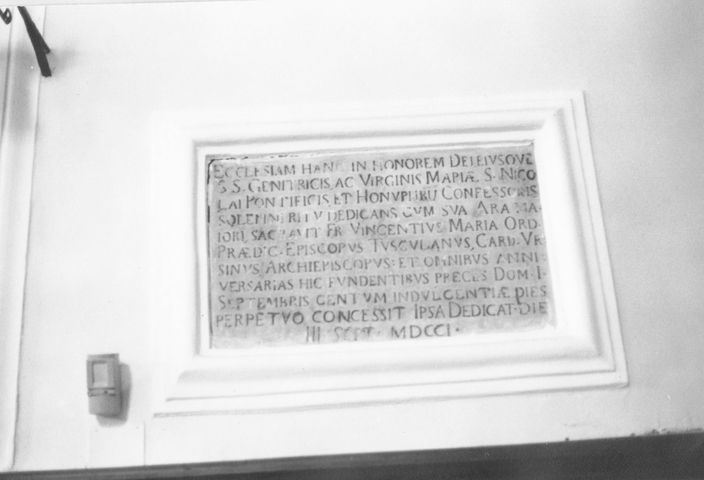 ECCLESIAM HANC IN HONOREM DEI EIVSQVE
S S. GENITRICIS, AC VIRGINIS MARIÆ S. NICO
LAI PONTIFICIS ET HONVPHRII CONFESSORIS
SOLEMNI RITV DEDICANS CVM SVA ARA MA-
IORI, SACRAVIT FR VINCENTIVS MARIA ORD.
PRÆDIC. EPISCOPVS TVSCVLANVS, CARD. VR
SINVS ARCHIEPISCOPVS: ET OMNIBVS ANNI
VERSARIAS HIC FVNDENTIBVS PRECES DOM. I.
SEPTEMBRIS CENTVM INDVLGENTIÆ DIES
PERPETVO CONCESSIT IPSA DEDICAT. DIE
III SEPT. MDCCI.